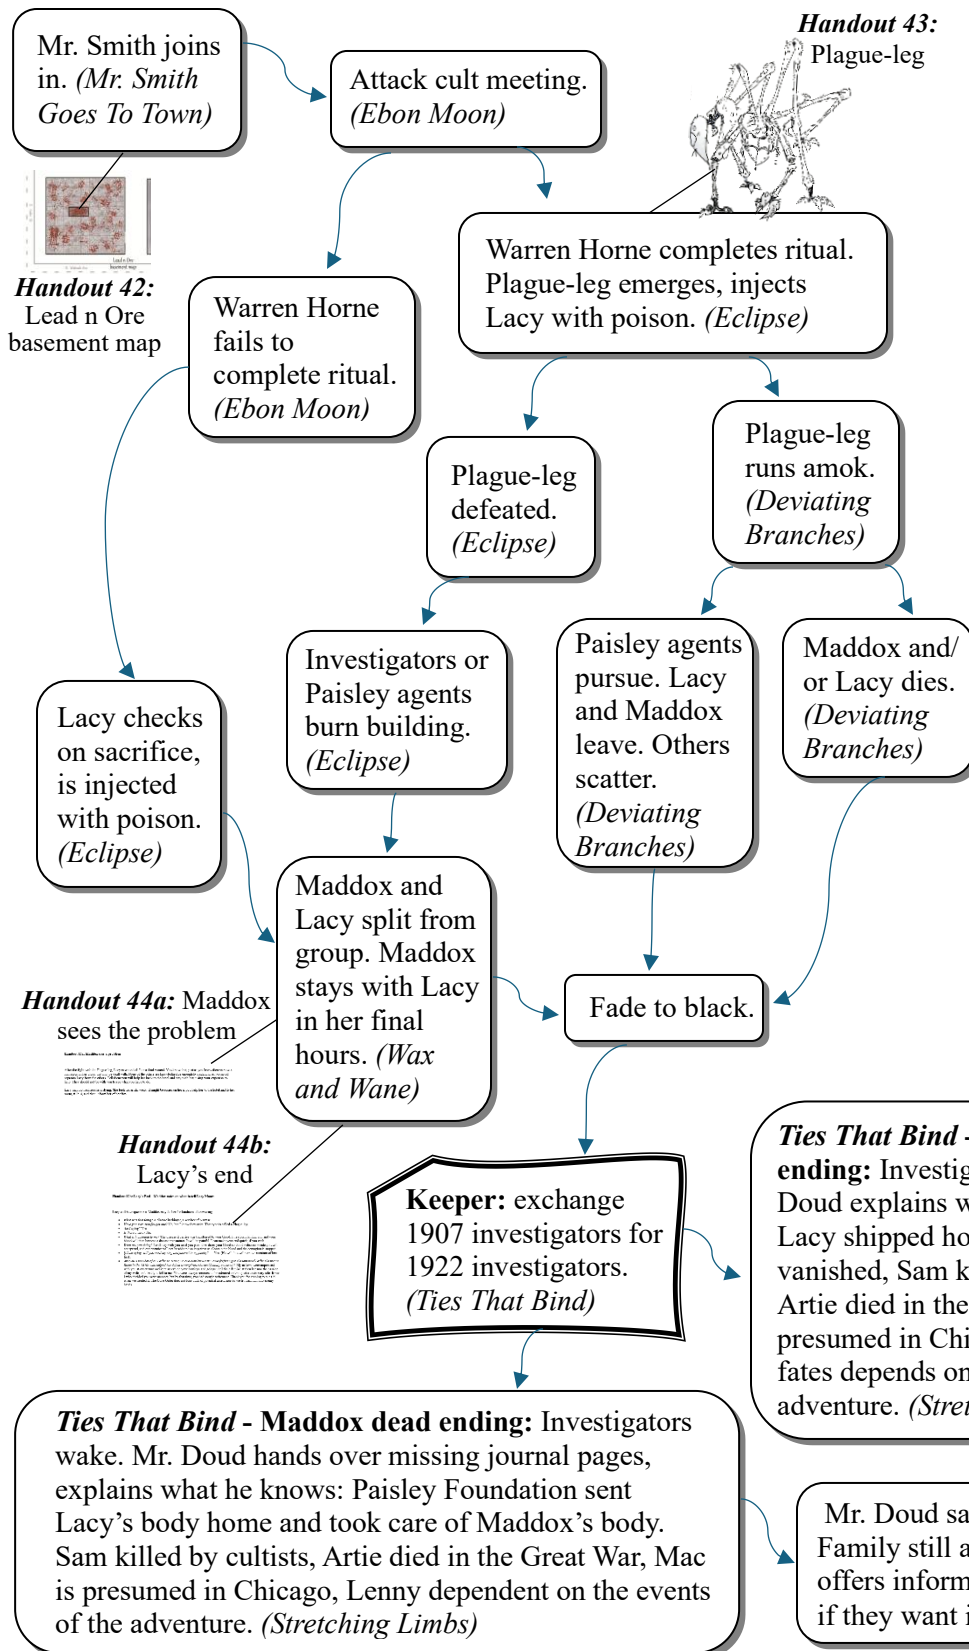 Mr. Smith joins
in. (Mr. Smith
Goes To Town)
Attack cult meeting.
(Ebon Moon)
Handout 43:
Plague-leg
Handout 42:
Lead n Ore
basement map
Warren Horne
fails to
complete ritual.
(Ebon Moon)
Warren Horne completes ritual.
Plague-leg emerges, injects
Lacy with poison. (Eclipse)
Plague-leg
defeated.
(Eclipse)
Plague-leg
runs amok.
(Deviating
Branches)
Lacy checks
on sacrifice,
is injected
with poison.
(Eclipse)
Investigators or
Paisley agents
burn building.
(Eclipse)
Paisley agents
pursue. Lacy
and Maddox
leave. Others
scatter.
(Deviating
Branches)
Maddox and/
or Lacy dies.
(Deviating
Branches)
Maddox and
Lacy split from
group. Maddox
stays with Lacy
in her final
hours. (Wax
and Wane)
Handout 44a: Maddox
sees the problem
Handout 44b:
Lacy’s end
Fade to black.
Keeper: exchange
1907 investigators for
1922 investigators.
(Ties That Bind)
Ties That Bind -
ending: Investig
Doud explains w
Lacy shipped ho
vanished, Sam k
Artie died in the
presumed in Chi
fates depends on
adventure. (Stret
Ties That Bind - Maddox dead ending: Investigators
wake. Mr. Doud hands over missing journal pages,
explains what he knows: Paisley Foundation sent
Lacy’s body home and took care of Maddox’s body.
Sam killed by cultists, Artie died in the Great War, Mac
is presumed in Chicago, Lenny dependent on the events
of the adventure. (Stretching Limbs)
Mr. Doud sa
Family still a
offers inform
if they want i